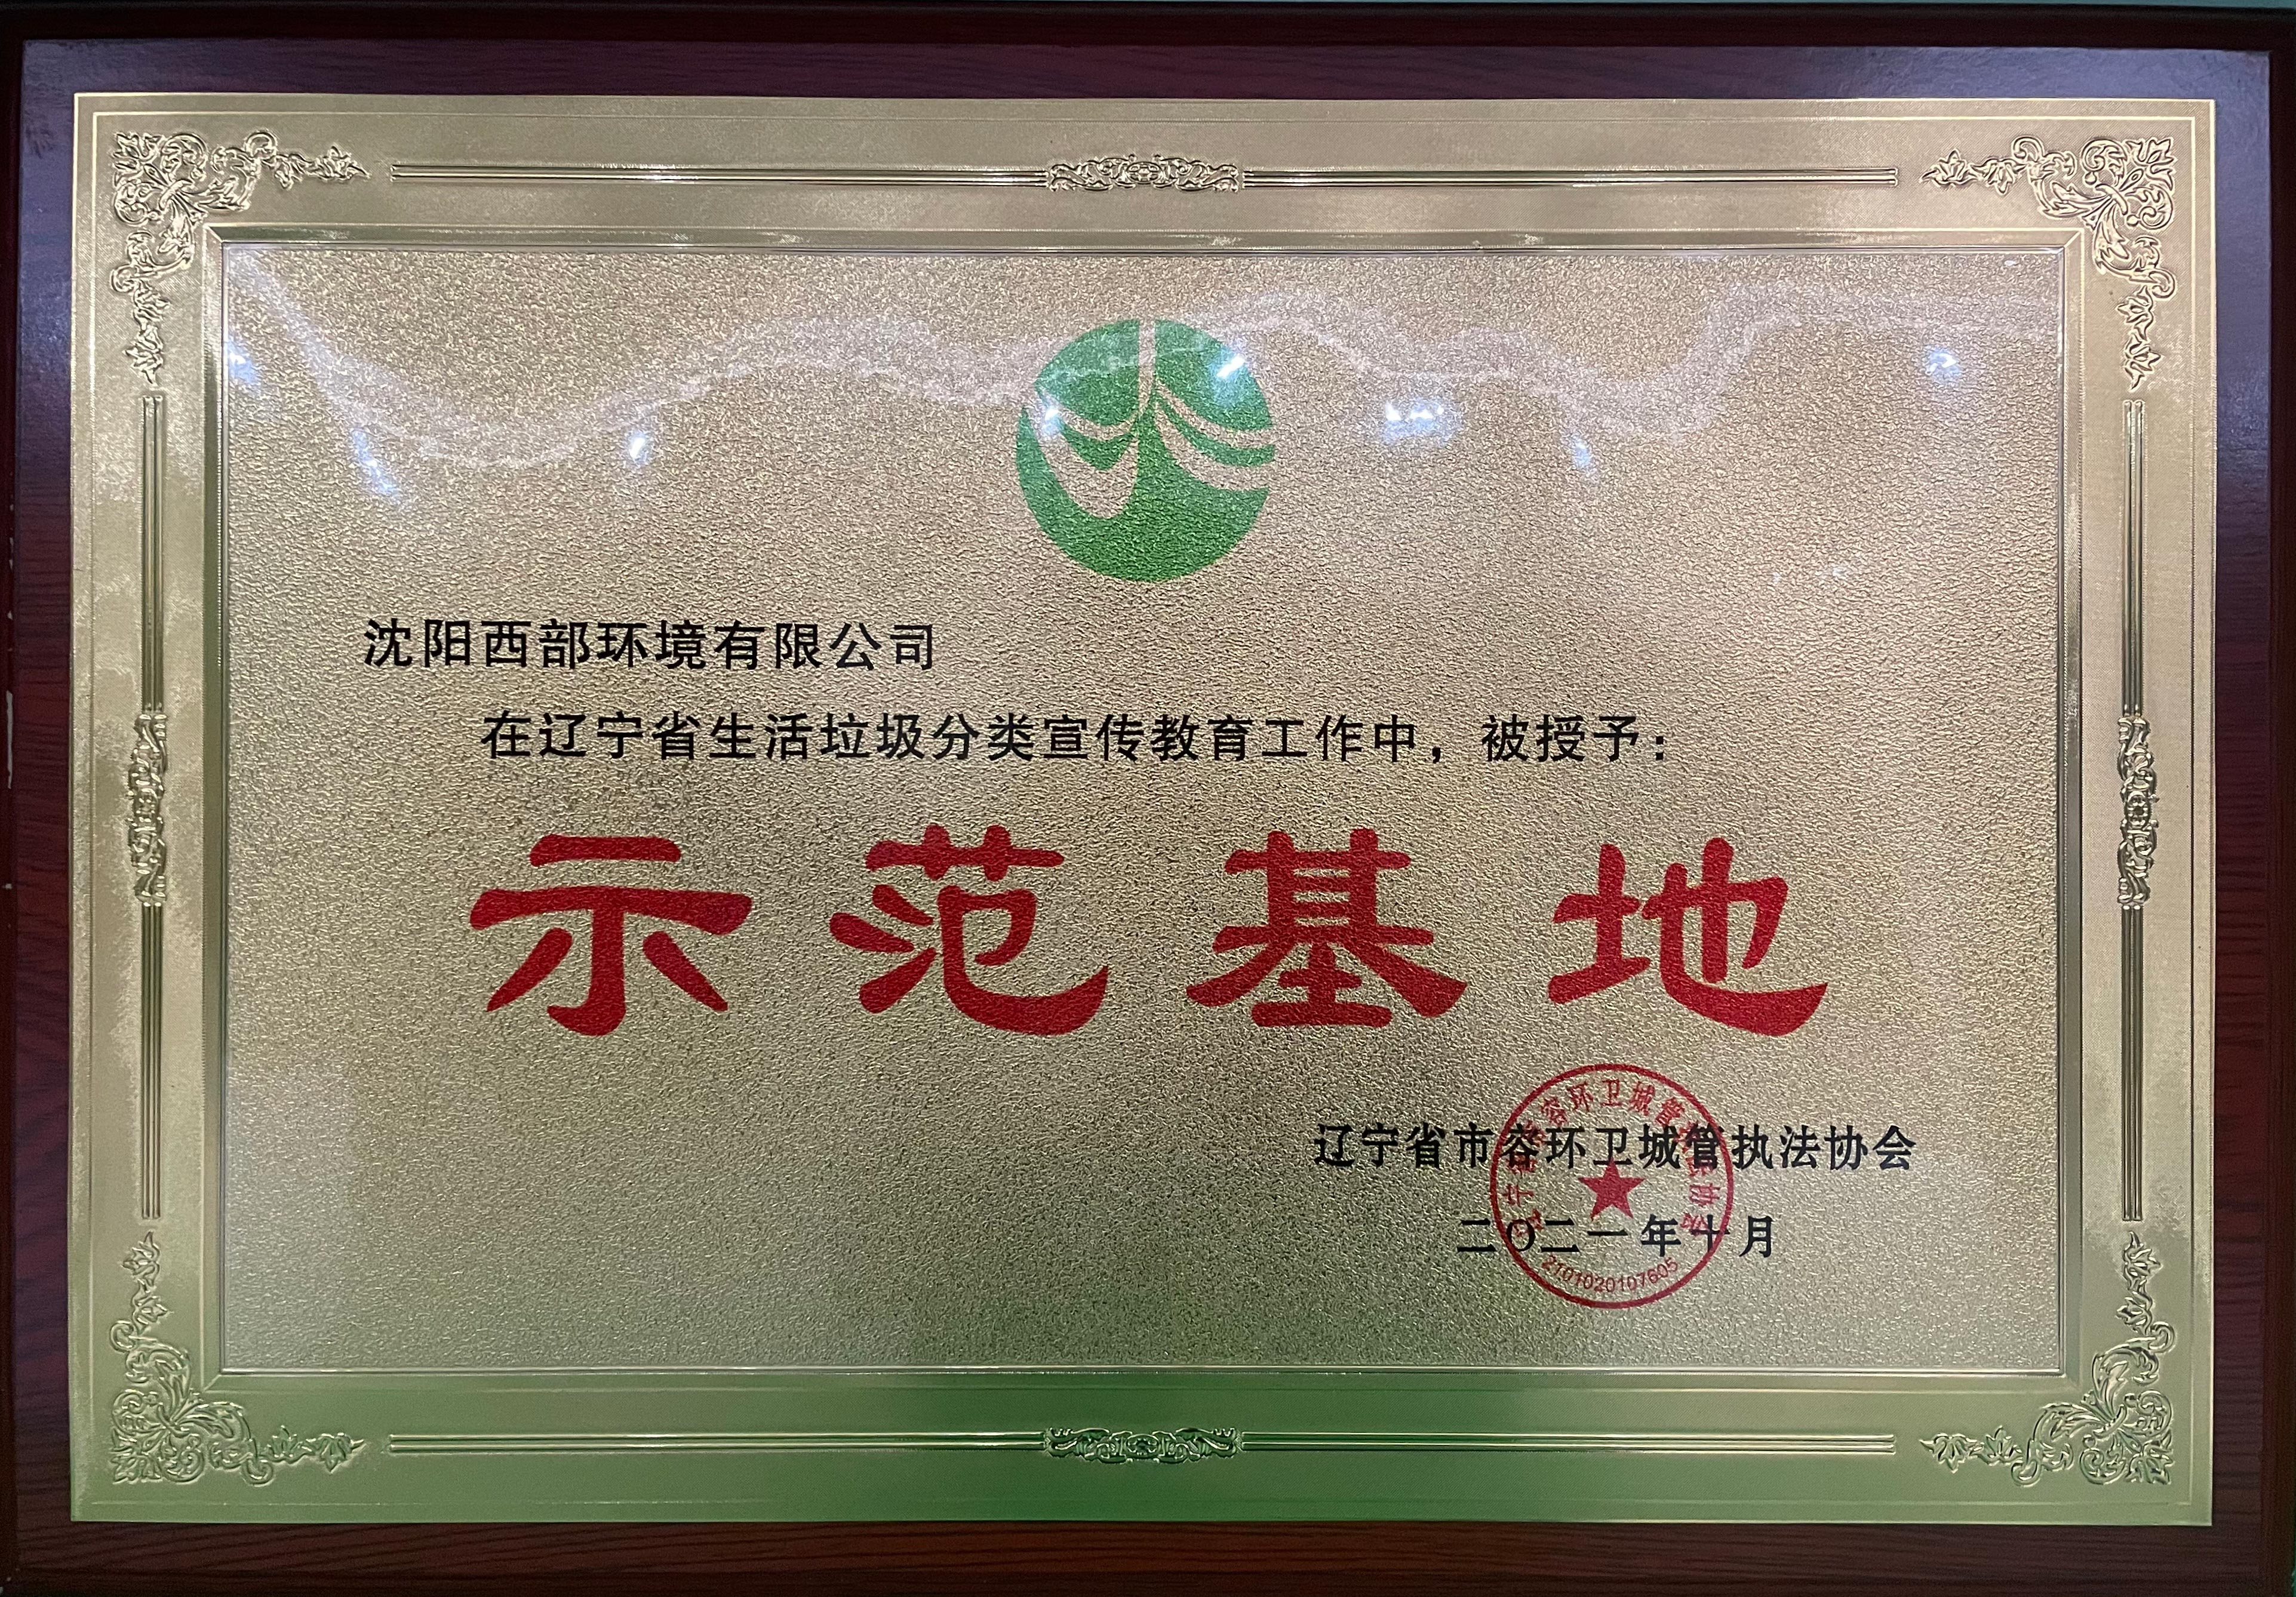 沈阳西部环境有限公司
在辽宁省生活垃圾分类宣传教育工作中，被授予：
示范基地
辽宁省市容环卫城管执法协会
二〇二一年十月
2101020107605